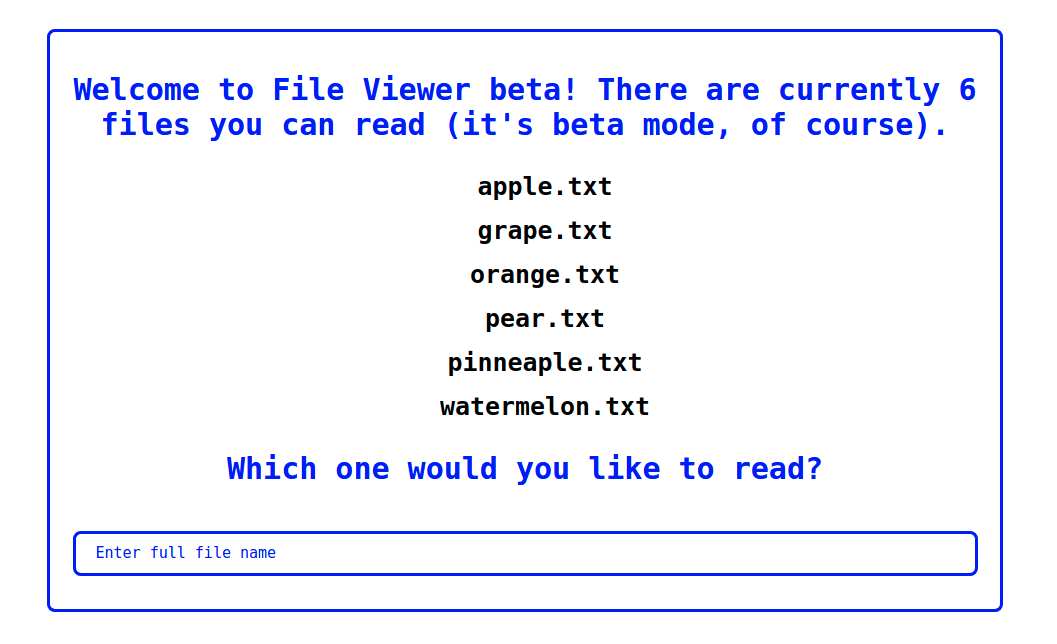 Welcome to File Viewer beta! There are currently 6
files you can read (it's beta mode, of course).
apple.txt
grape.txt
orange.txt
pear.txt
pinneaple.txt
watermelon.txt
Which one would you like to read?
Enter full file name